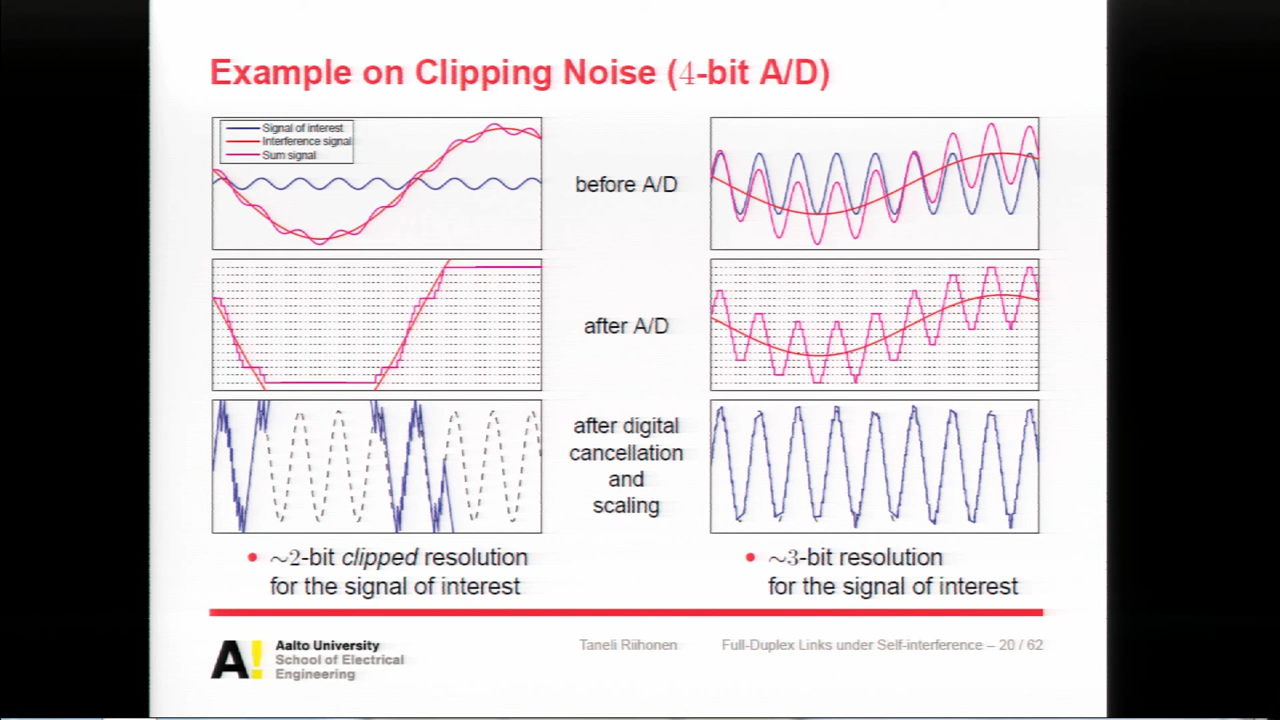 Example on Clipping Noise (4-bit A/D)
Signal of interest
Interference signal
Sum signal
before A/D
after A/D
after digital
cancellation
and
scaling
• ~2-bit clipped resolution
for the signal of interest
• ~3-bit resolution
for the signal of interest
A!
Aalto University
School of Electrical
Engineering
Taneli Riihonen
Full-Duplex Links under Self-interference – 20 / 62